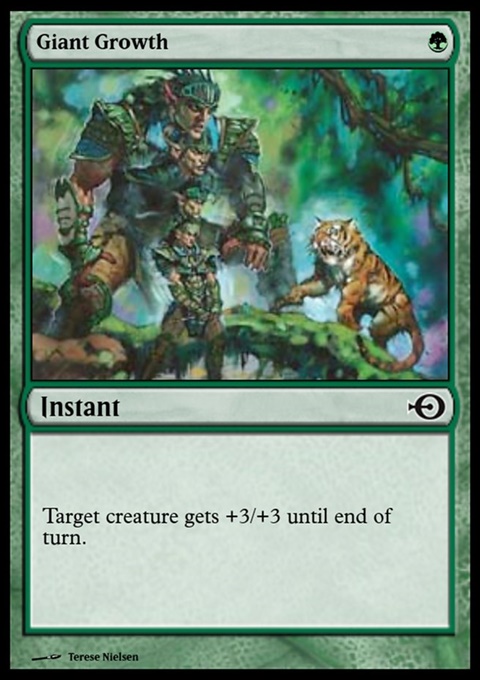 Giant Growth
Instant
Target creature gets +3/+3 until end of
turn.
Terese Nielsen